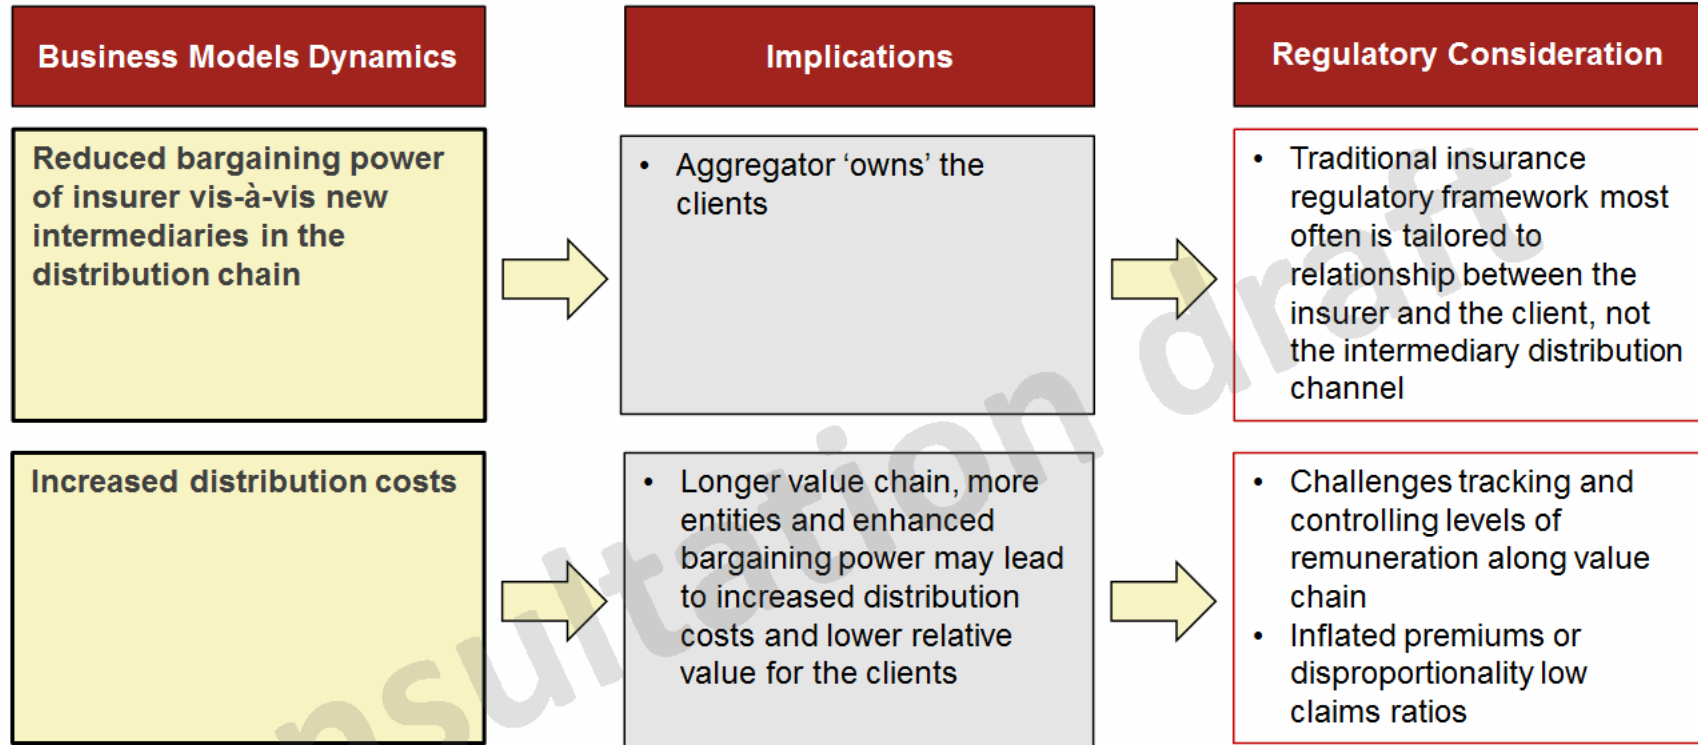 Business Models Dynamics
Implications
Regulatory Consideration
Reduced bargaining power
of insurer vis-à-vis new
intermediaries in the
distribution chain
• Aggregator ‘owns’ the
clients
• Traditional insurance
regulatory framework most
often is tailored to
relationship between the
insurer and the client, not
the intermediary distribution
channel
Increased distribution costs
• Longer value chain, more
entities and enhanced
bargaining power may lead
to increased distribution
costs and lower relative
value for the clients
• Challenges tracking and
controlling levels of
remuneration along value
chain
• Inflated premiums or
disproportionality low
claims ratios
nsultation draft